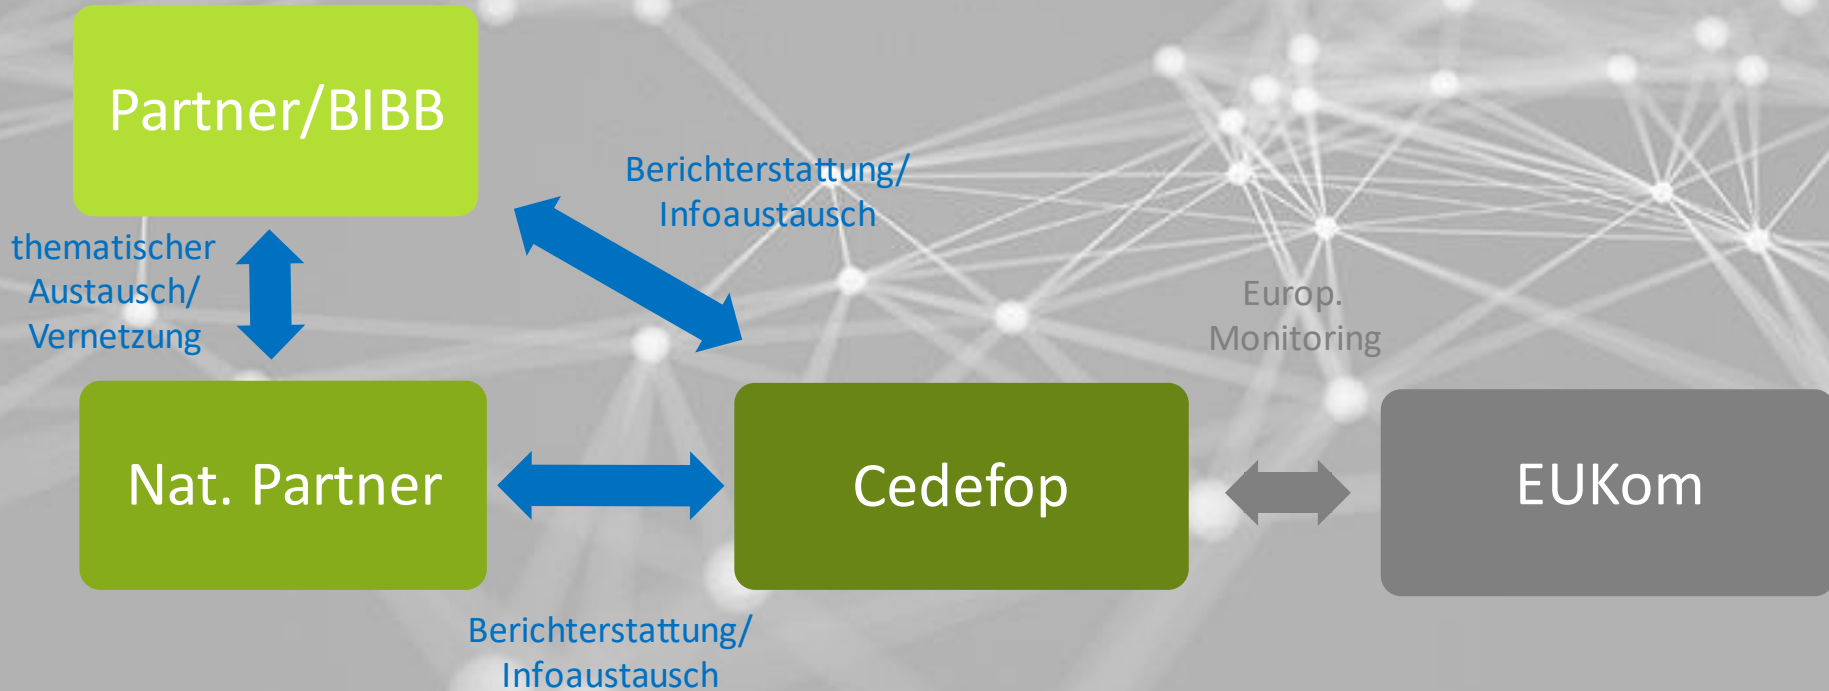 Partner/BIBB
Berichterstattung/
Infoaustausch
thematischer
Austausch/
Vernetzung
Europ.
Monitoring
Nat. Partner
Cedefop
EUKom
Berichterstattung/
Infoaustausch